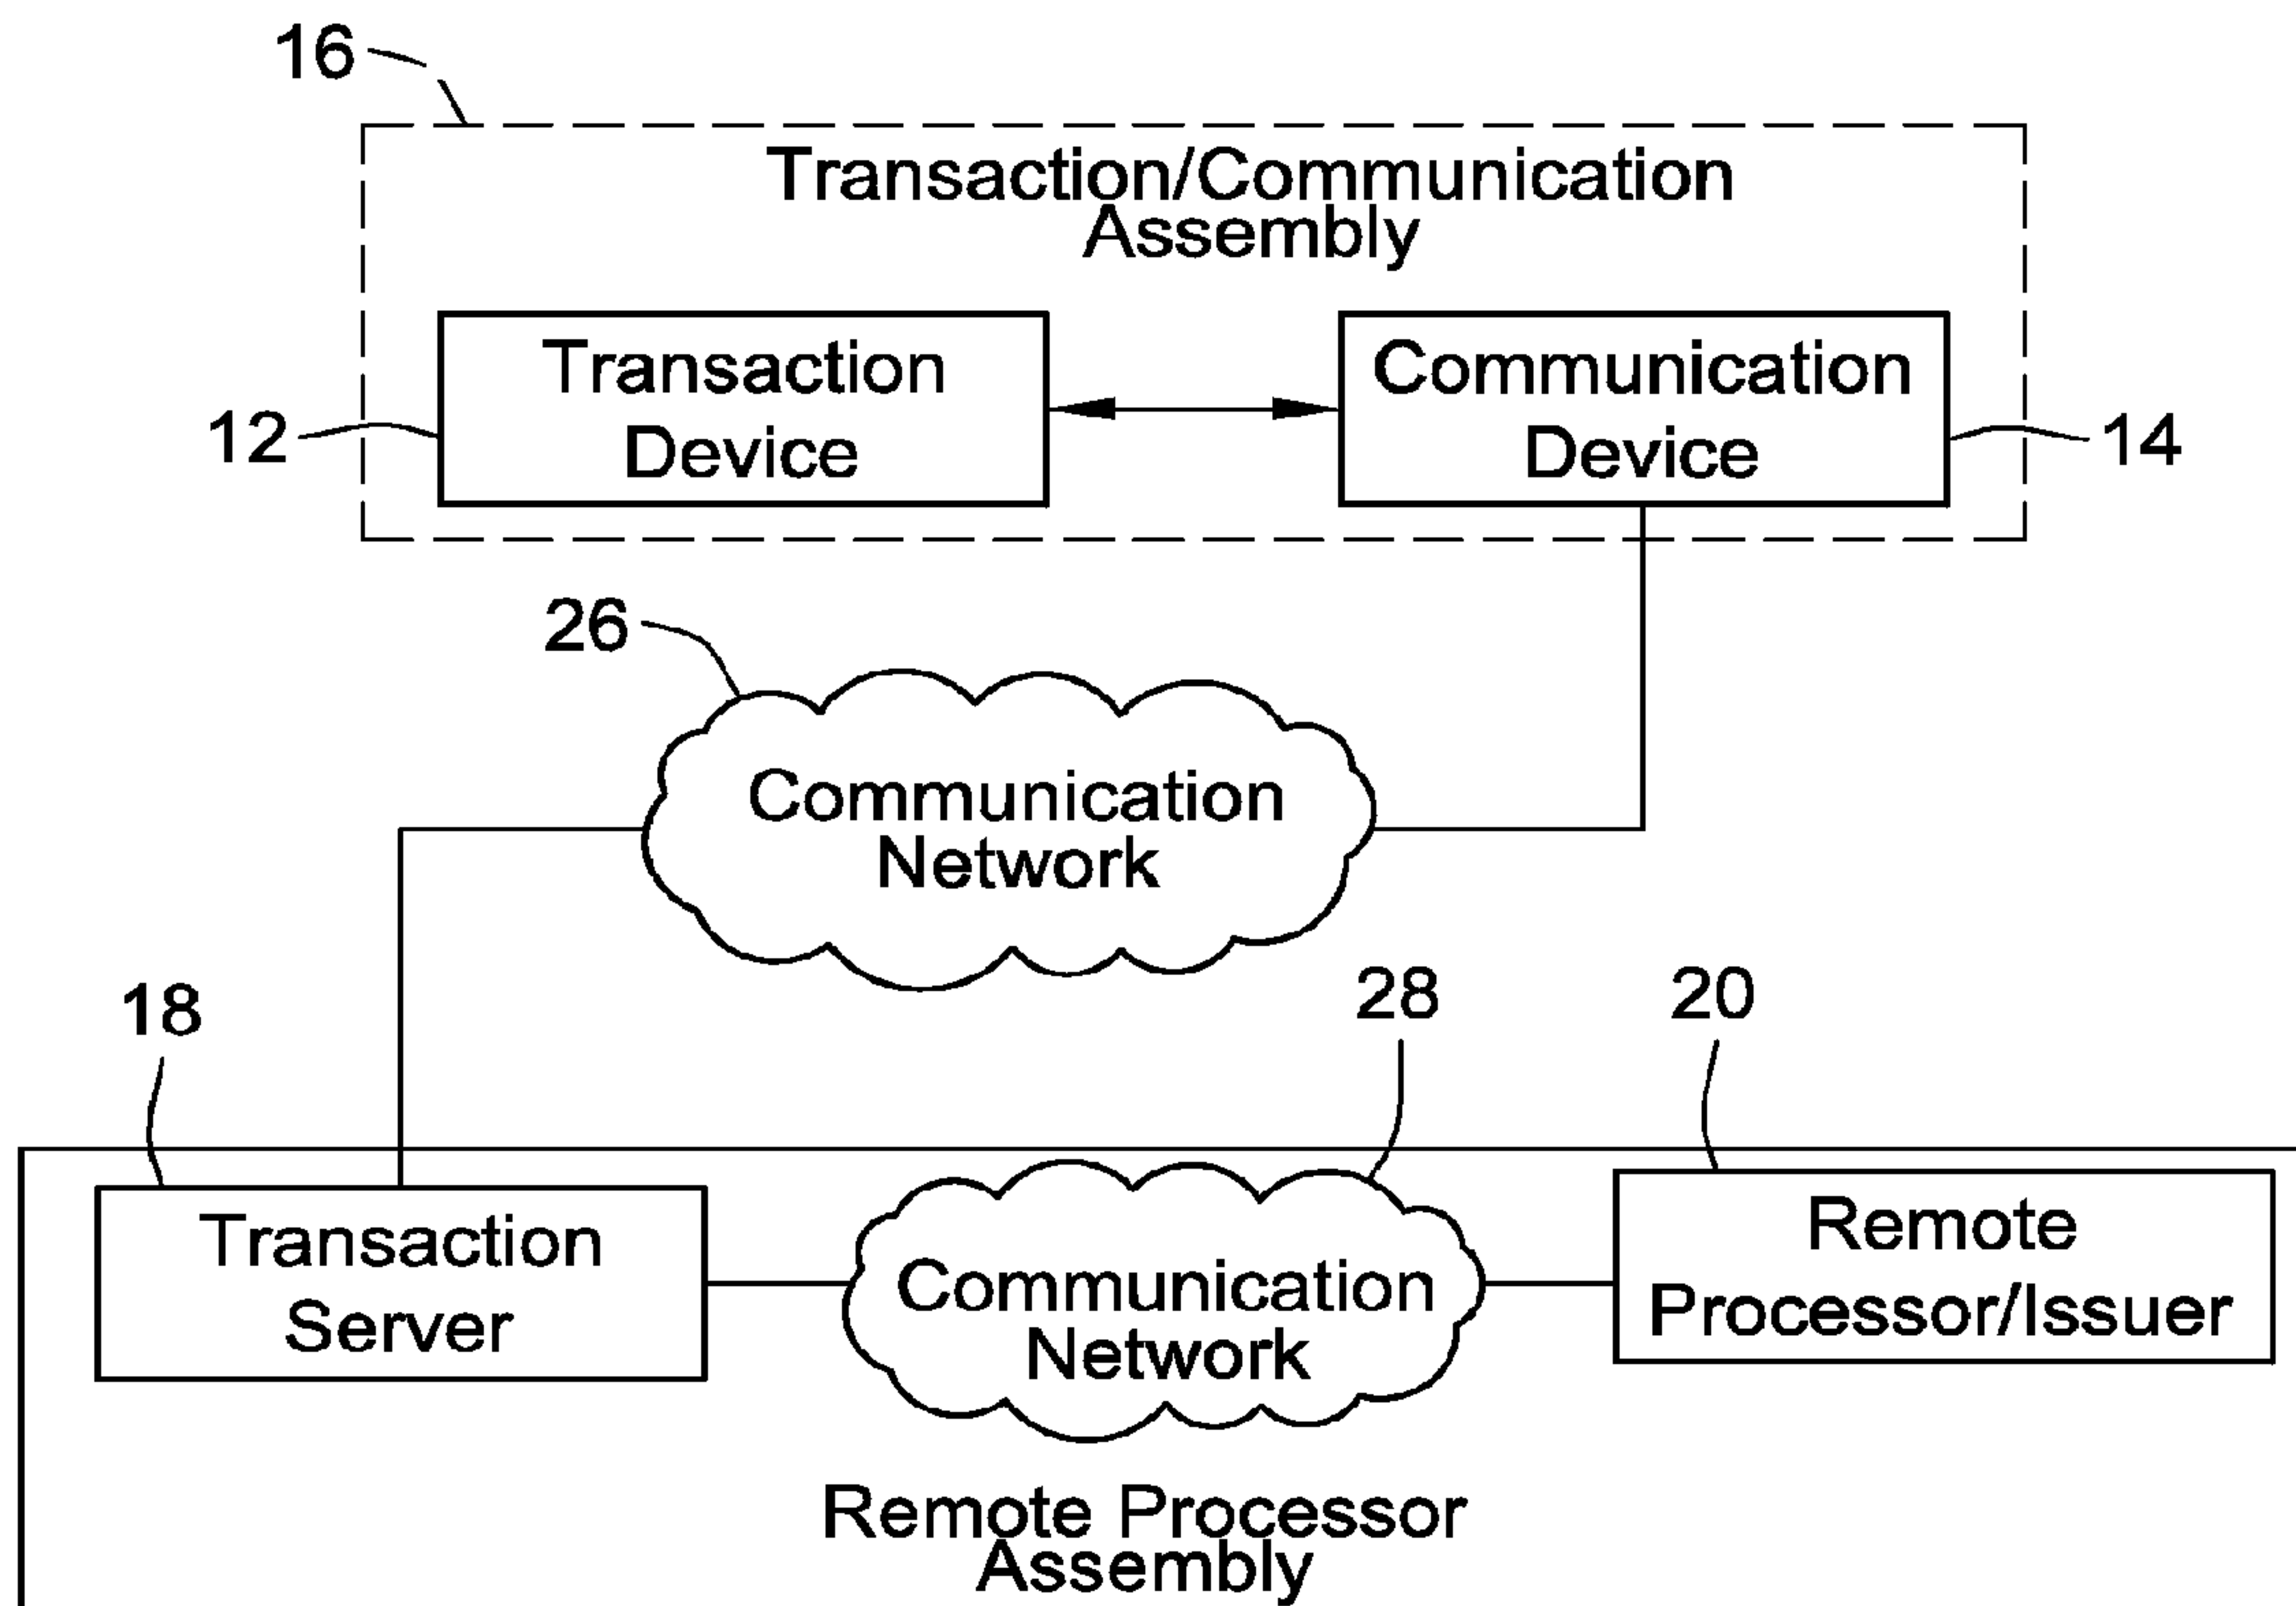 16
Transaction/Communication
Assembly
Transaction
Device
Communication
Device
12
14
26
Communication
Network
18
28
20
Transaction
Server
Communication
Network
Remote
Processor/Issuer
Remote Processor
Assembly